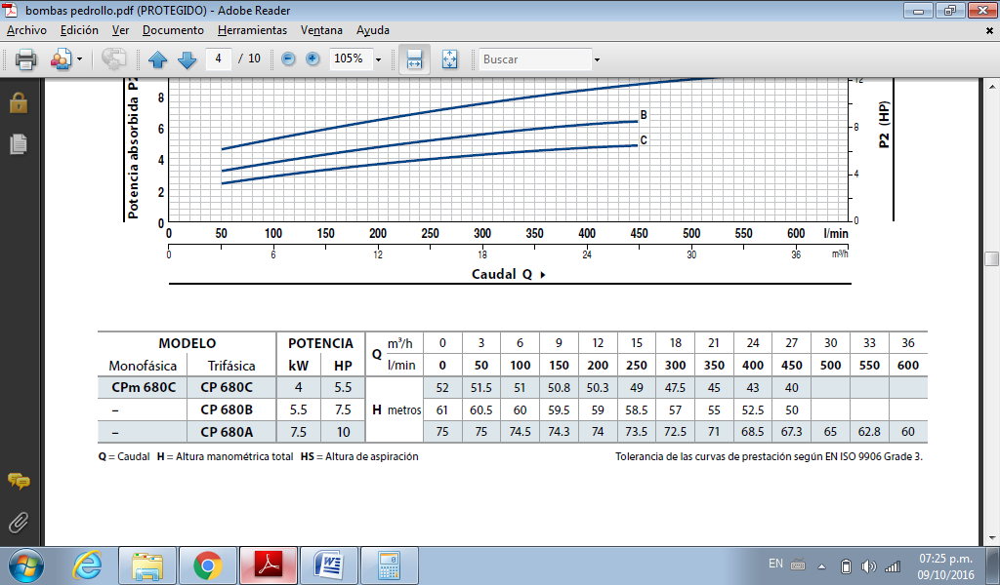 bombas pedrollo.pdf (PROTEGIDO) - Adobe Reader
Archivo Edición Ver Documento Herramientas Ventana Ayuda
4 / 10 105% Buscar
Potencia absorbida P2
8
6
4
2
0
B
C
12
8
4
0
P2 (HP)
0 50 100 150 200 250 300 350 400 450 500 550 600 l/min
0 6 12 18 24 30 36 m³/h
Caudal Q
MODELO POTENCIA Q m³/h 0 3 6 9 12 15 18 21 24 27 30 33 36
Monofásica Trifásica kW HP l/min 0 50 100 150 200 250 300 350 400 450 500 550 600
CPm 680C CP 680C 4 5.5 52 51.5 51 50.8 50.3 49 47.5 45 43 40
– CP 680B 5.5 7.5 H metros 61 60.5 60 59.5 59 58.5 57 55 52.5 50
– CP 680A 7.5 10 75 75 74.5 74.3 74 73.5 72.5 71 68.5 67.3 65 62.8 60
Q = Caudal H = Altura manométrica total HS = Altura de aspiración Tolerancia de las curvas de prestación según EN ISO 9906 Grade 3.
EN 07:25 p.m.
09/10/2016